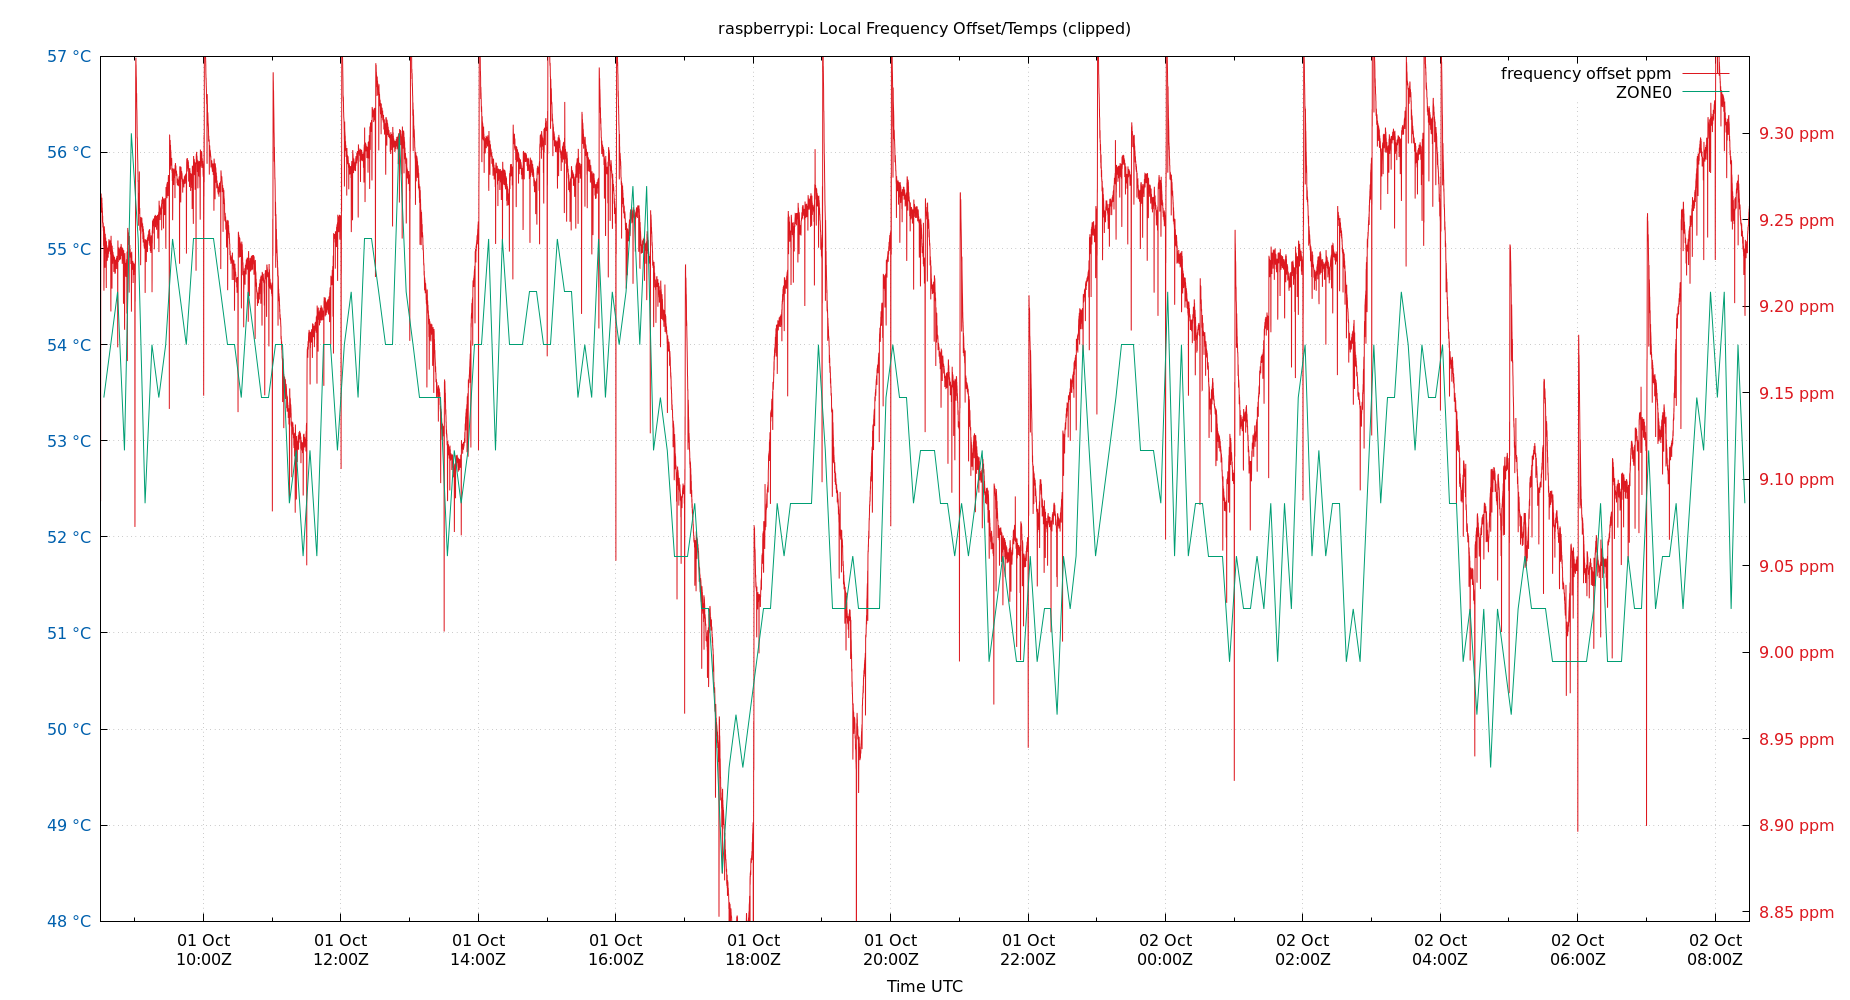 raspberrypi: Local Frequency Offset/Temps (clipped)
57 °C
56 °C
55 °C
54 °C
53 °C
52 °C
51 °C
50 °C
49 °C
48 °C
frequency offset ppm
ZONE0
9.30 ppm
9.25 ppm
9.20 ppm
9.15 ppm
9.10 ppm
9.05 ppm
9.00 ppm
8.95 ppm
8.90 ppm
8.85 ppm
01 Oct
10:00Z
01 Oct
12:00Z
01 Oct
14:00Z
01 Oct
16:00Z
01 Oct
18:00Z
01 Oct
20:00Z
01 Oct
22:00Z
02 Oct
00:00Z
02 Oct
02:00Z
02 Oct
04:00Z
02 Oct
06:00Z
02 Oct
08:00Z
Time UTC